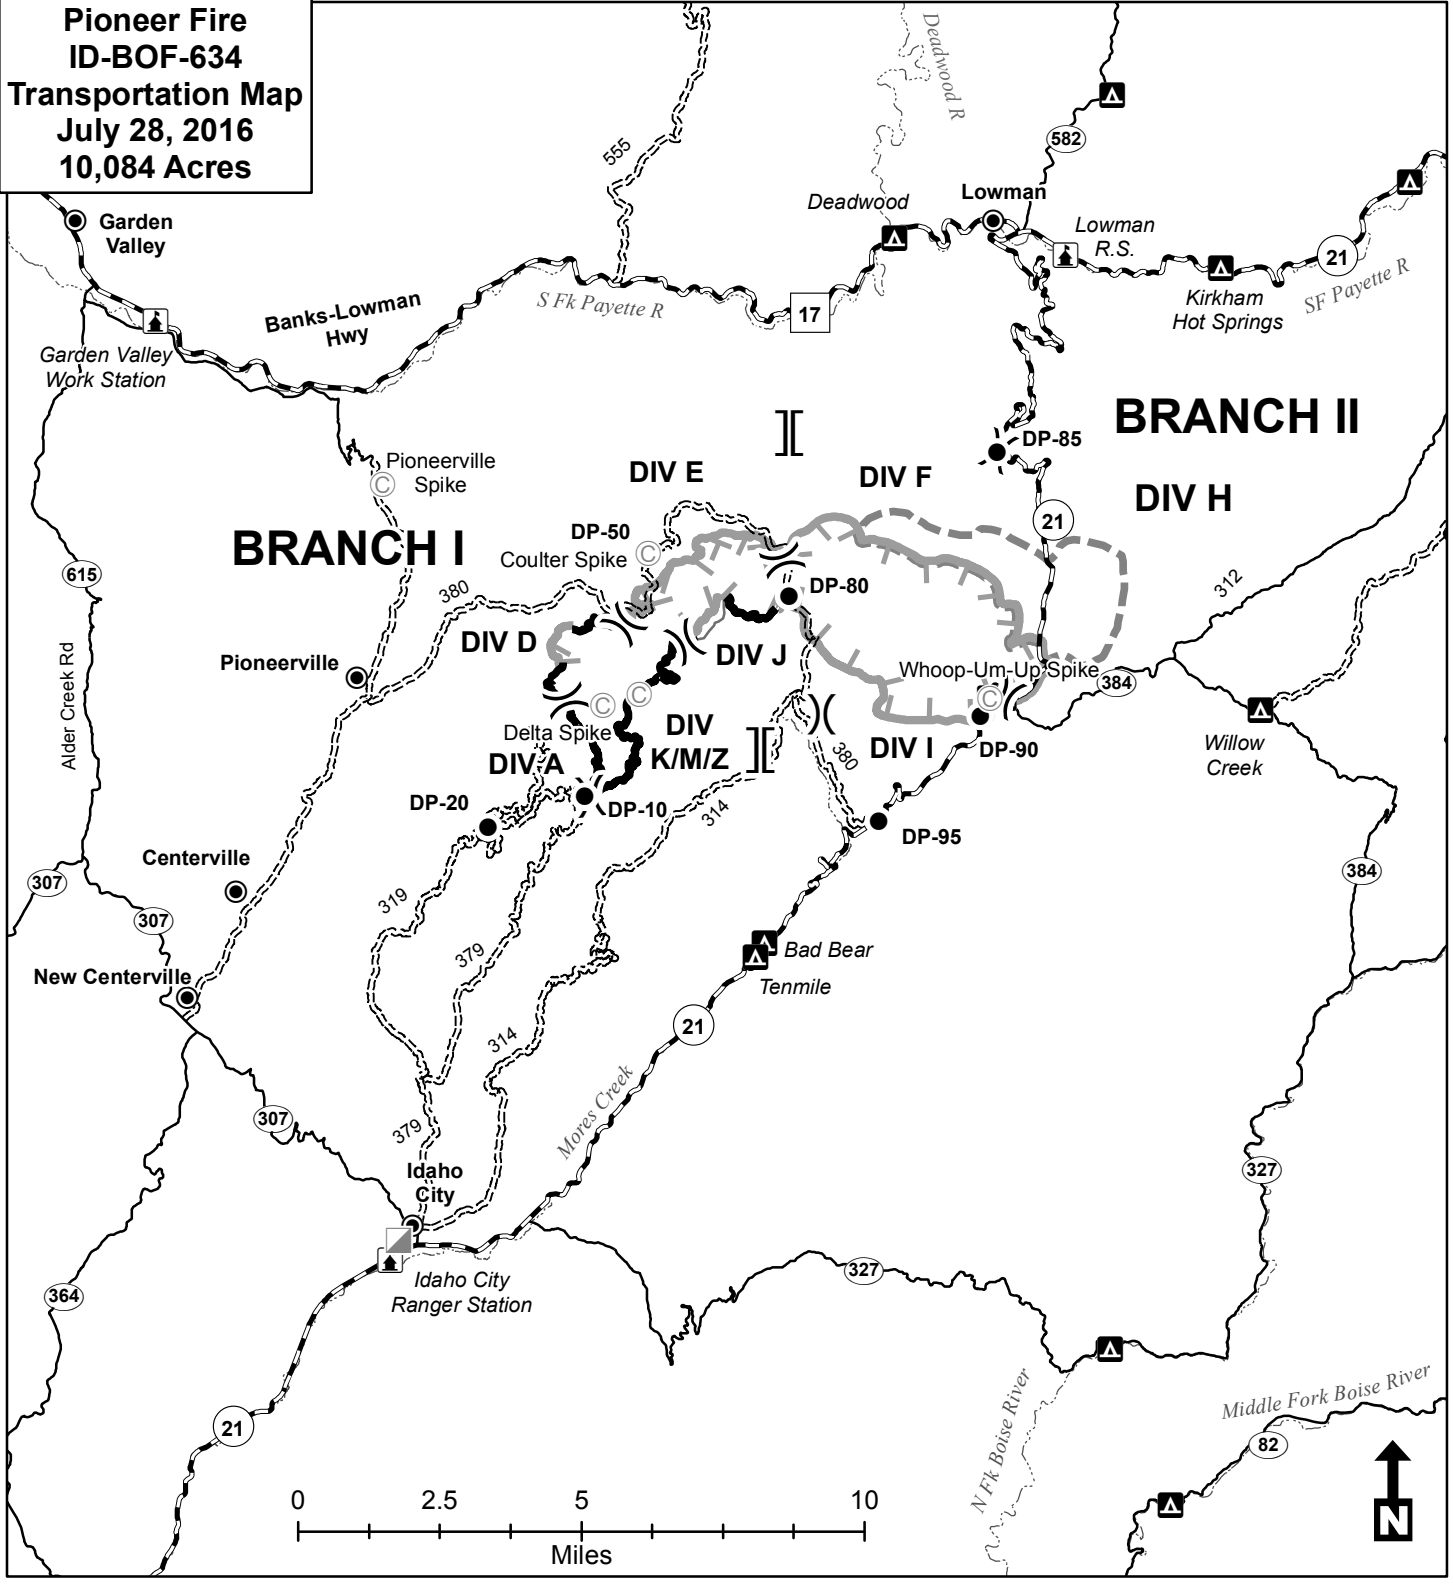 Pioneer Fire
ID-BOF-634
Transportation Map
July 28, 2016
10,084 Acres
Deadwood R
582
555
Garden
Valley
Deadwood
Lowman
Lowman
R.S.
21
Kirkham
Hot Springs
SF Payette R
S Fk Payette R
17
Banks-Lowman
Hwy
Garden Valley
Work Station
BRANCH II
DP-85
DIV H
21
DIV F
DIV E
Pioneerville
Spike
C
BRANCH I
DP-50
Coulter Spike
C
DP-80
615
380
312
DIV D
DIV J
Pioneerville
Whoop-Um-Up Spike
C
384
Alder Creek Rd
C
C
Delta Spike
DIV
K/M/Z
DIV I
DP-90
380
Willow
Creek
DIV A
DP-20
DP-10
314
DP-95
Centerville
307
307
319
384
379
Bad Bear
Tenmile
New Centerville
21
314
Mores Creek
307
379
Idaho
City
327
Idaho City
Ranger Station
327
364
N Fk Boise River
Middle Fork Boise River
82
21
0 2.5 5 10
Miles
N